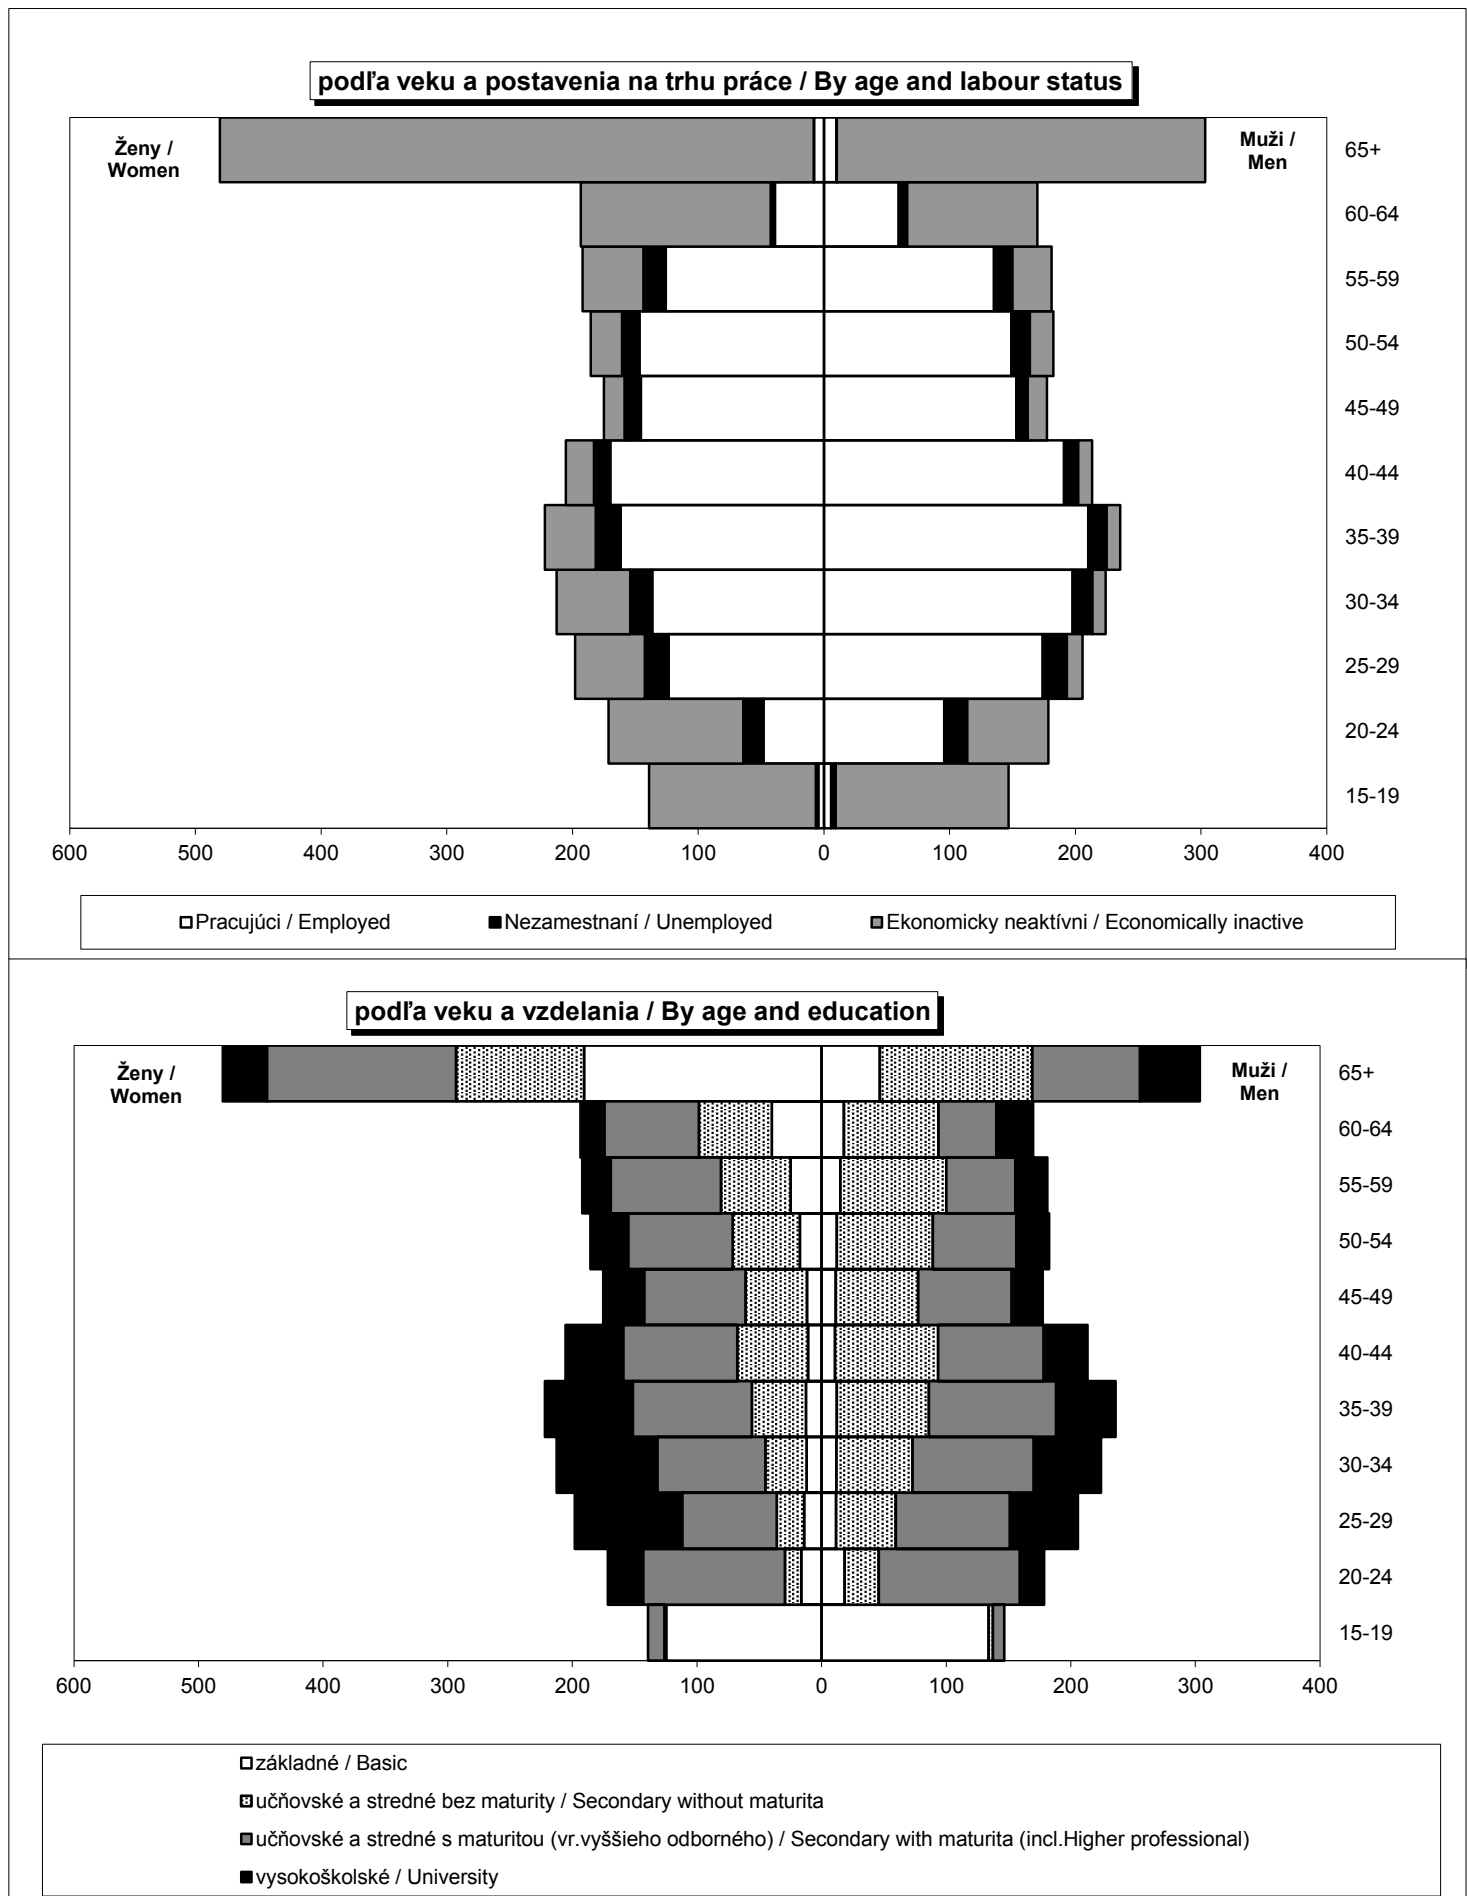 podľa veku a postavenia na trhu práce / By age and labour status
Ženy /
Women
Muži /
Men
65+
60-64
55-59
50-54
45-49
40-44
35-39
30-34
25-29
20-24
15-19
600 500 400 300 200 100 0 100 200 300 400
Pracujúci / Employed Nezamestnaní / Unemployed Ekonomicky neaktívni / Economically inactive
podľa veku a vzdelania / By age and education
Ženy /
Women
Muži /
Men
65+
60-64
55-59
50-54
45-49
40-44
35-39
30-34
25-29
20-24
15-19
600 500 400 300 200 100 0 100 200 300 400
základné / Basic
učňovské a stredné bez maturity / Secondary without maturita
učňovské a stredné s maturitou (vr.vyššieho odborného) / Secondary with maturita (incl.Higher professional)
vysokoškolské / University